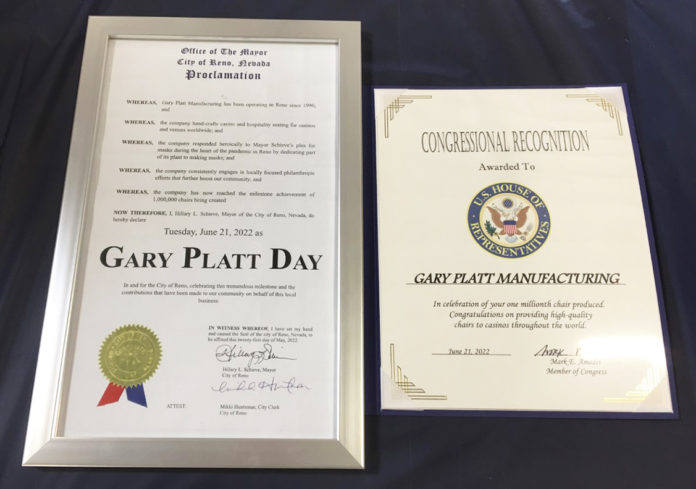 Office of The Mayor
City of Reno, Nevada
Proclamation
WHEREAS, Gary Platt Manufacturing has been operating in Reno since 1996;
and
WHEREAS, the company hand-crafts casino and hospitality seating for casinos
and venues worldwide; and
WHEREAS, the company responded heroically to Mayor Schieve's plea for
masks during the heart of the pandemic in Reno by dedicating part
of its plant to making masks; and
WHEREAS, the company consistently engages in locally focused philanthropic
efforts that further boost our community, and
WHEREAS, the company has now reached the milestone achievement of
1,000,000 chairs being created
NOW THEREFORE, I, Hillary L. Schieve, Mayor of the City of Reno, Nevada, do
hereby declare
Tuesday, June 21, 2022 as
GARY PLATT DAY
In and for the City of Reno, celebrating this tremendous milestone and the
contributions that have been made to our community on behalf of this local
business.
IN WITNESS WHEREOF, I have set my hand
and caused the Seal of the city of Reno, Nevada, to
be affixed this twenty-first day of May, 2022.
Hillary L. Schieve, Mayor
City of Reno
ATTEST:
Mikki Huntsman, City Clerk
City of Reno
CONGRESSIONAL RECOGNITION
Awarded To
U.S. HOUSE OF
REPRESENTATIVES
GARY PLATT MANUFACTURING
In celebration of your one millionth chair produced.
Congratulations on providing high-quality
chairs to casinos throughout the world.
June 21, 2022
Mark E. Amodei
Member of Congress